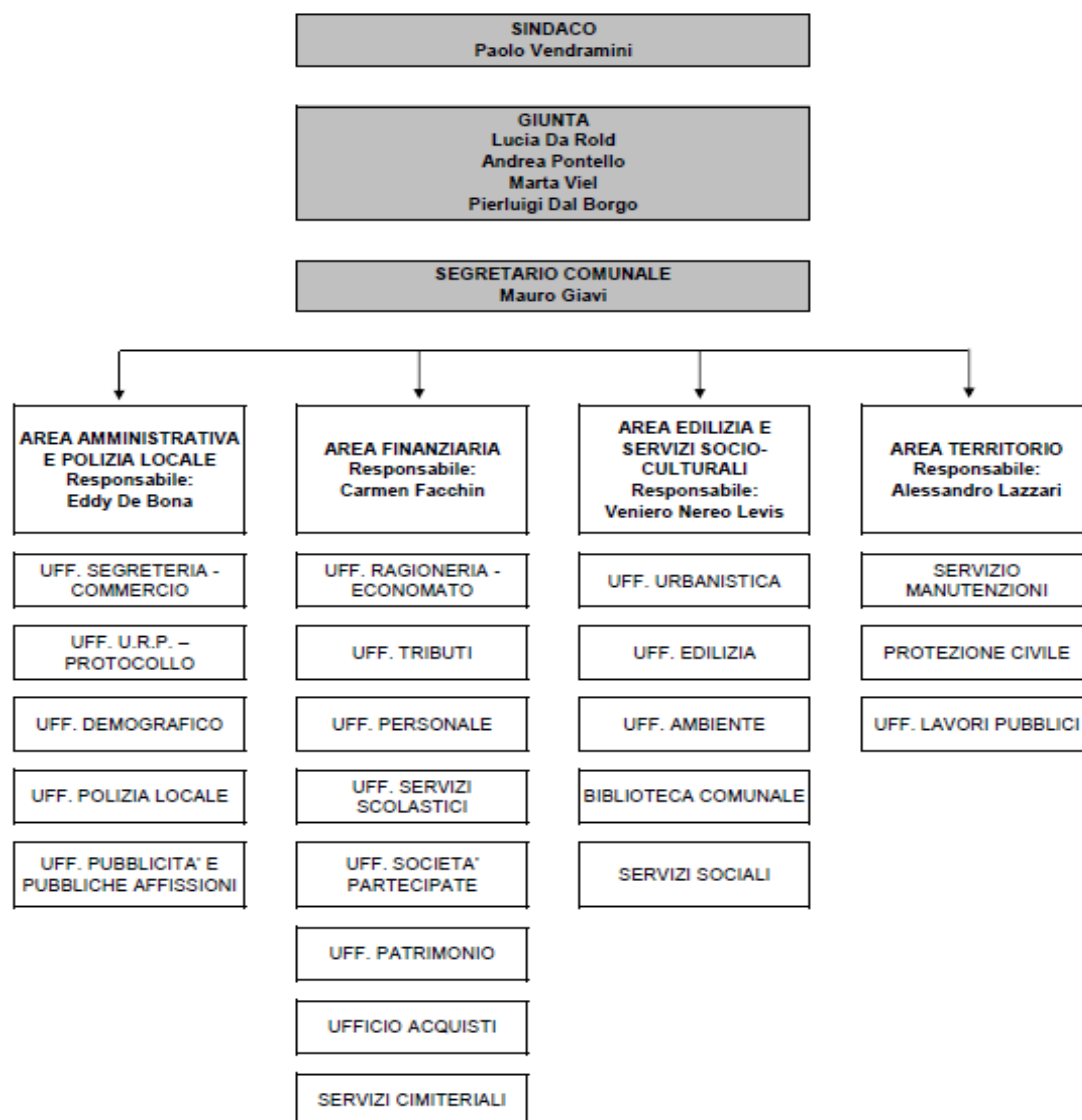 SINDACO
Paolo Vendramini
GIUNTA
Lucia Da Rold
Andrea Pontello
Marta Viel
Pierluigi Dal Borgo
SEGRETARIO COMUNALE
Mauro Giavi
AREA AMMINISTRATIVA
E POLIZIA LOCALE
Responsabile:
Eddy De Bona
UFF. SEGRETERIA -
COMMERCIO
UFF. U.R.P. –
PROTOCOLLO
UFF. DEMOGRAFICO
UFF. POLIZIA LOCALE
UFF. PUBBLICITA' E
PUBBLICHE AFFISSIONI
AREA FINANZIARIA
Responsabile:
Carmen Facchin
UFF. RAGIONERIA -
ECONOMATO
UFF. TRIBUTI
UFF. PERSONALE
UFF. SERVIZI
SCOLASTICI
UFF. SOCIETA'
PARTECIPATE
UFF. PATRIMONIO
UFFICIO ACQUISTI
SERVIZI CIMITERIALI
AREA EDILIZIA E
SERVIZI SOCIO-
CULTURALI
Responsabile:
Veniero Nereo Levis
UFF. URBANISTICA
UFF. EDILIZIA
UFF. AMBIENTE
BIBLIOTECA COMUNALE
SERVIZI SOCIALI
AREA TERRITORIO
Responsabile:
Alessandro Lazzari
SERVIZIO
MANUTENZIONI
PROTEZIONE CIVILE
UFF. LAVORI PUBBLICI